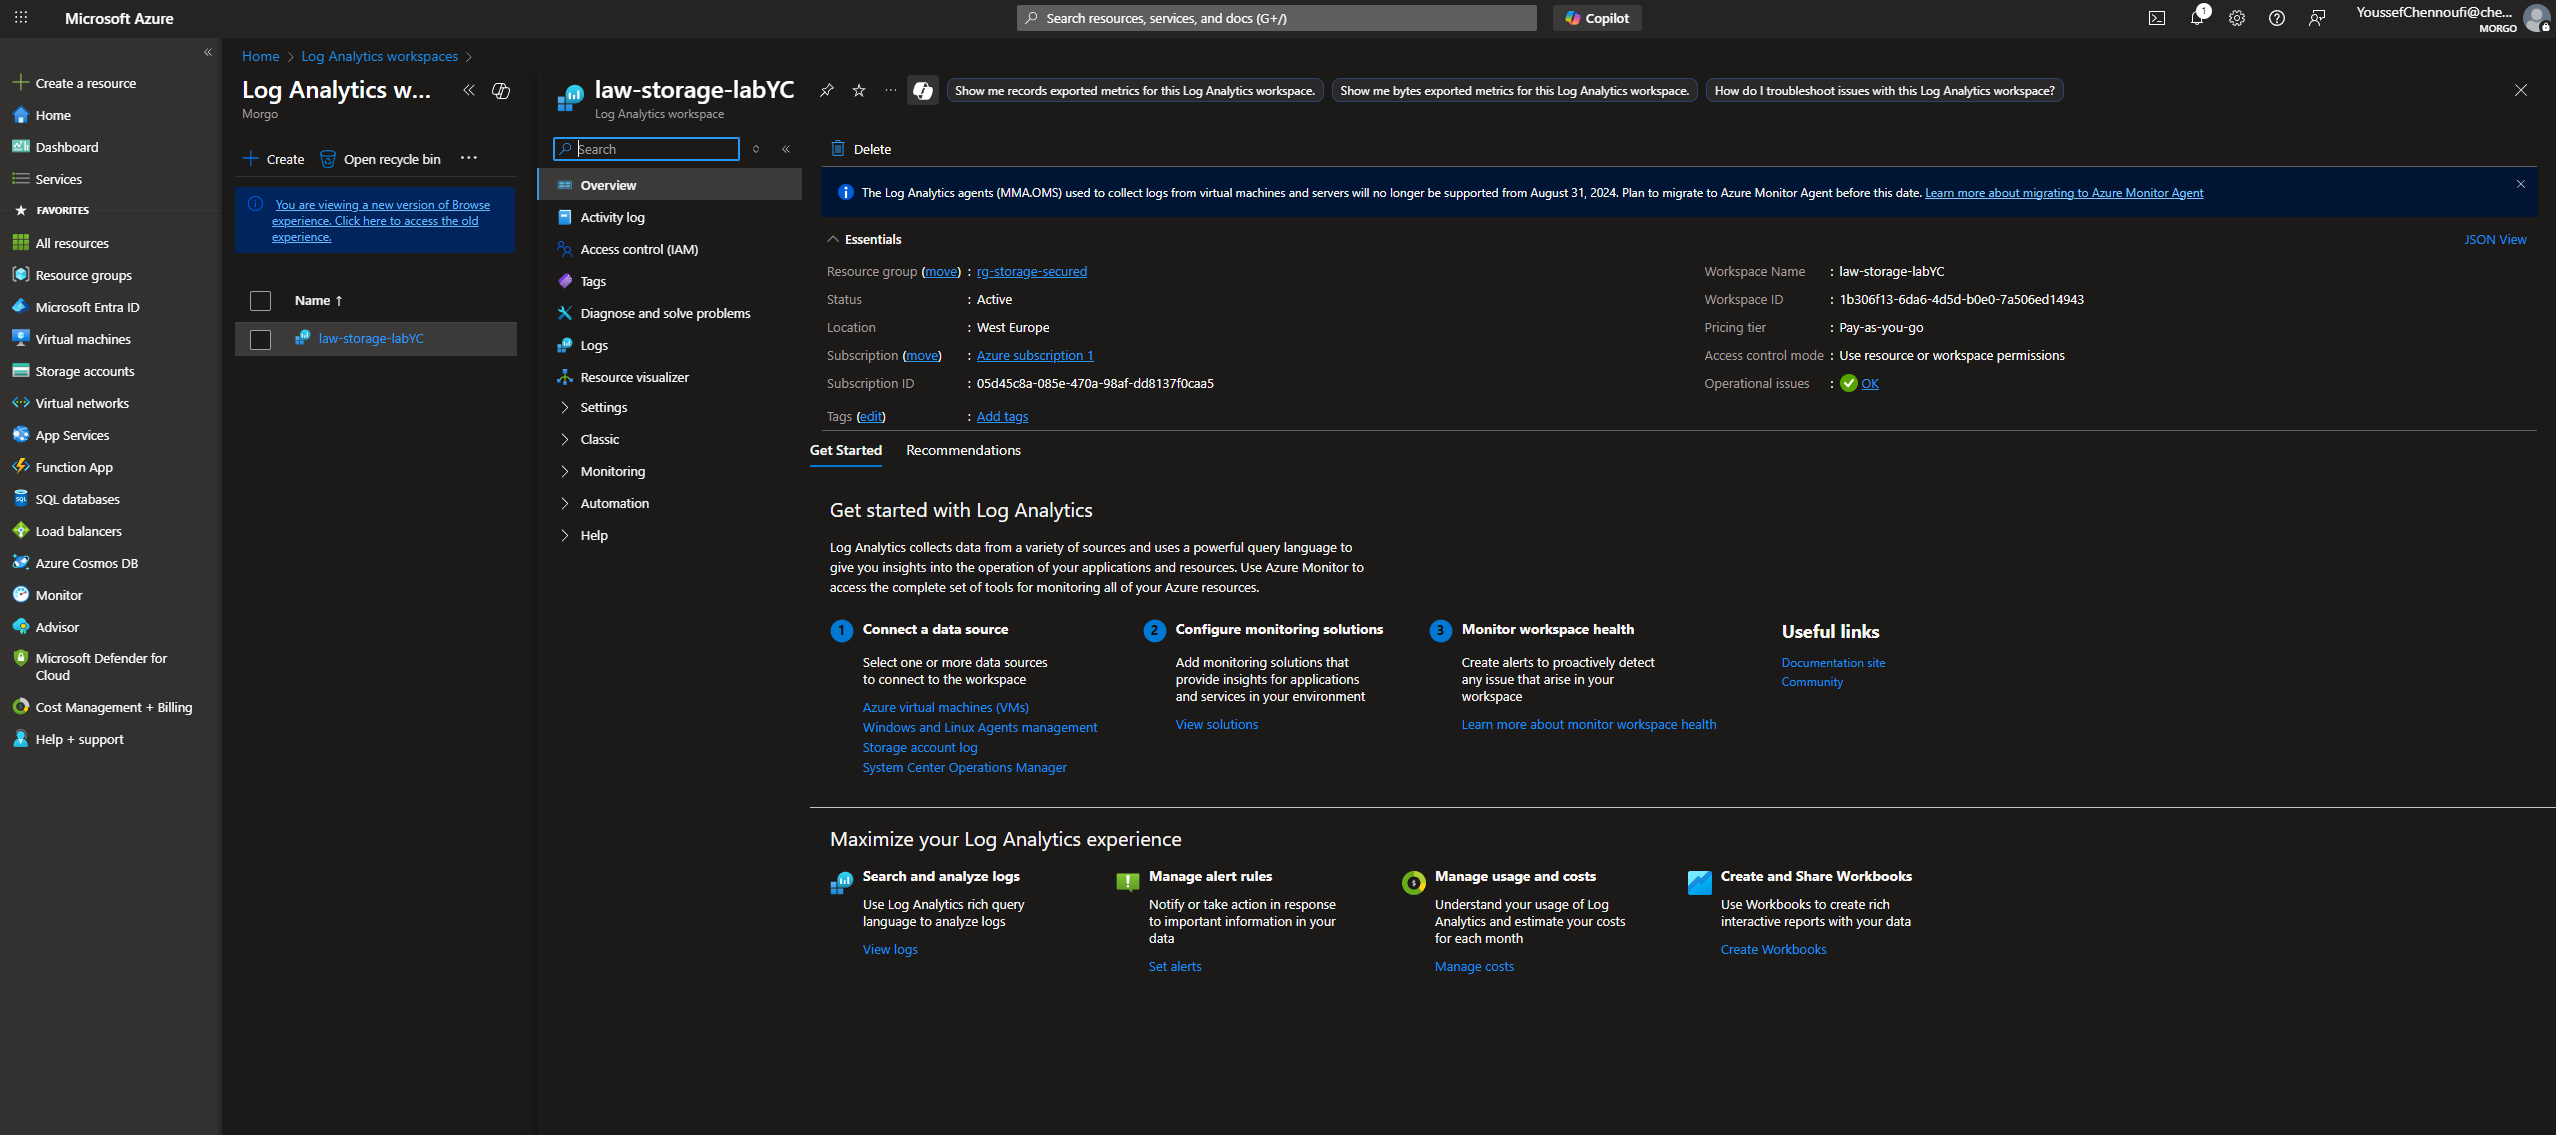 Microsoft Azure
Search resources, services, and docs (G+/)
Copilot
1
YoussefChennoufi@che...
MORGO
Create a resource
Home
Dashboard
Services
FAVORITES
All resources
Resource groups
Microsoft Entra ID
Virtual machines
Storage accounts
Virtual networks
App Services
Function App
SQL databases
Load balancers
Azure Cosmos DB
Monitor
Advisor
Microsoft Defender for
Cloud
Cost Management + Billing
Help + support
Home > Log Analytics workspaces >
Log Analytics w...
Morgo
Create
Open recycle bin
...
You are viewing a new version of Browse
experience. Click here to access the old
experience.
Name ↑
law-storage-labYC
law-storage-labYC
Log Analytics workspace
...
Show me records exported metrics for this Log Analytics workspace.
Show me bytes exported metrics for this Log Analytics workspace.
How do I troubleshoot issues with this Log Analytics workspace?
Search
Overview
Activity log
Access control (IAM)
Tags
Diagnose and solve problems
Logs
Resource visualizer
Settings
Classic
Monitoring
Automation
Help
Delete
The Log Analytics agents (MMA,OMS) used to collect logs from virtual machines and servers will no longer be supported from August 31, 2024. Plan to migrate to Azure Monitor Agent before this date. Learn more about migrating to Azure Monitor Agent
Essentials
JSON View
Resource group (move) : rg-storage-secured
Status : Active
Location : West Europe
Subscription (move) : Azure subscription 1
Subscription ID : 05d45c8a-085e-470a-98af-dd8137f0caa5
Tags (edit) : Add tags
Workspace Name : law-storage-labYC
Workspace ID : 1b306f13-6da6-4d5d-b0e0-7a506ed14943
Pricing tier : Pay-as-you-go
Access control mode : Use resource or workspace permissions
Operational issues : OK
Get Started
Recommendations
Get started with Log Analytics
Log Analytics collects data from a variety of sources and uses a powerful query language to
give you insights into the operation of your applications and resources. Use Azure Monitor to
access the complete set of tools for monitoring all of your Azure resources.
1 Connect a data source
Select one or more data sources
to connect to the workspace
Azure virtual machines (VMs)
Windows and Linux Agents management
Storage account log
System Center Operations Manager
2 Configure monitoring solutions
Add monitoring solutions that
provide insights for applications
and services in your environment
View solutions
3 Monitor workspace health
Create alerts to proactively detect
any issue that arise in your
workspace
Learn more about monitor workspace health
Useful links
Documentation site
Community
Maximize your Log Analytics experience
Search and analyze logs
Use Log Analytics rich query
language to analyze logs
View logs
Manage alert rules
Notify or take action in response
to important information in your
data
Set alerts
Manage usage and costs
Understand your usage of Log
Analytics and estimate your costs
for each month
Manage costs
Create and Share Workbooks
Use Workbooks to create rich
interactive reports with your data
Create Workbooks